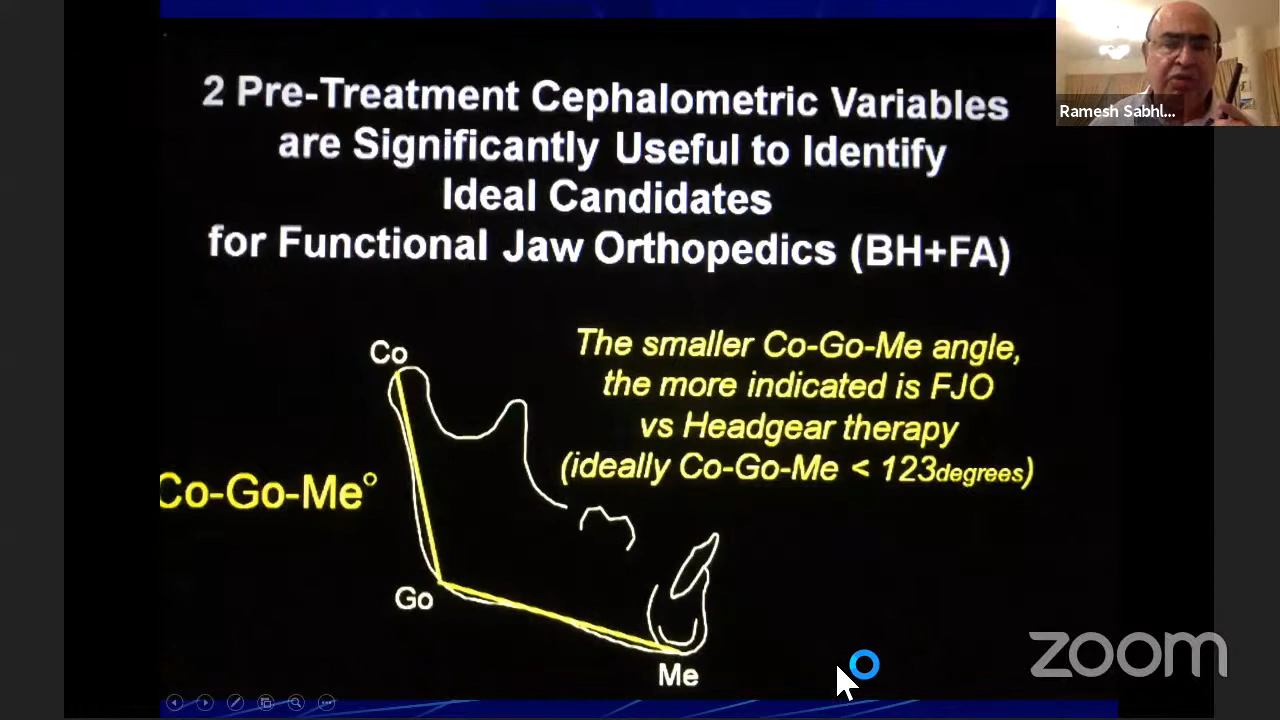 2 Pre-Treatment Cephalometric Variables
are Significantly Useful to Identify
Ideal Candidates
for Functional Jaw Orthopedics (BH+FA)
Ramesh Sabhl...
The smaller Co-Go-Me angle,
the more indicated is FJO
vs Headgear therapy
(ideally Co-Go-Me < 123degrees)
Co
Co-Go-Me°
Go
Me
zoom